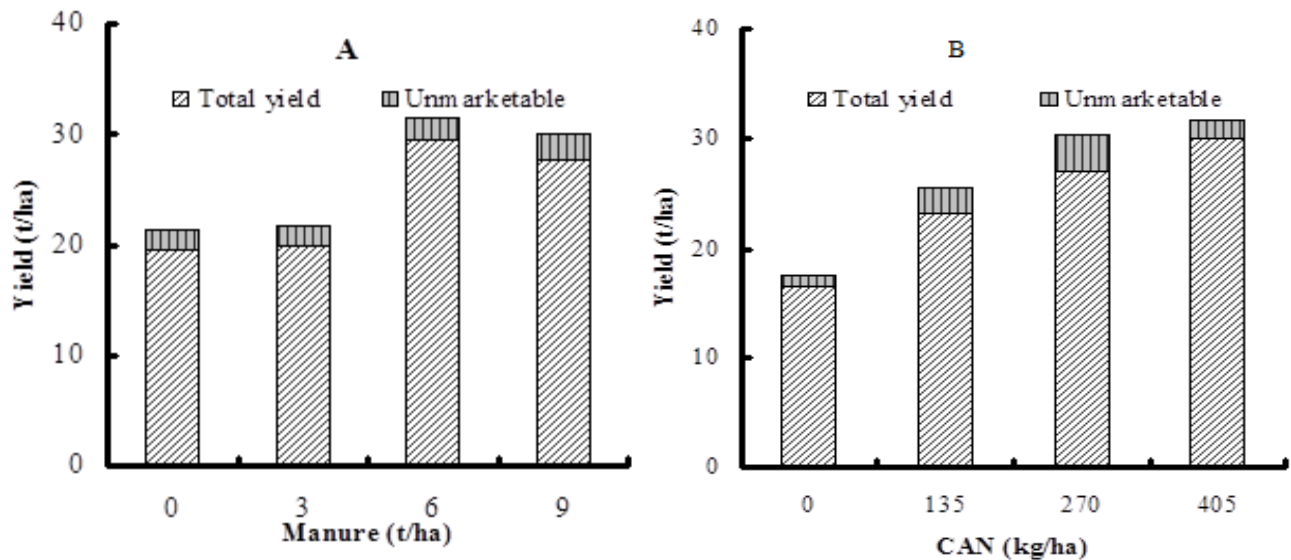 A
Total yield Unmarketable
40
30
20
10
0
Yield (t/ha)
0 3 6 9
Manure (t/ha)
B
Total yield Unmarketable
40
30
20
10
0
Yield (t/ha)
0 135 270 405
CAN (kg/ha)